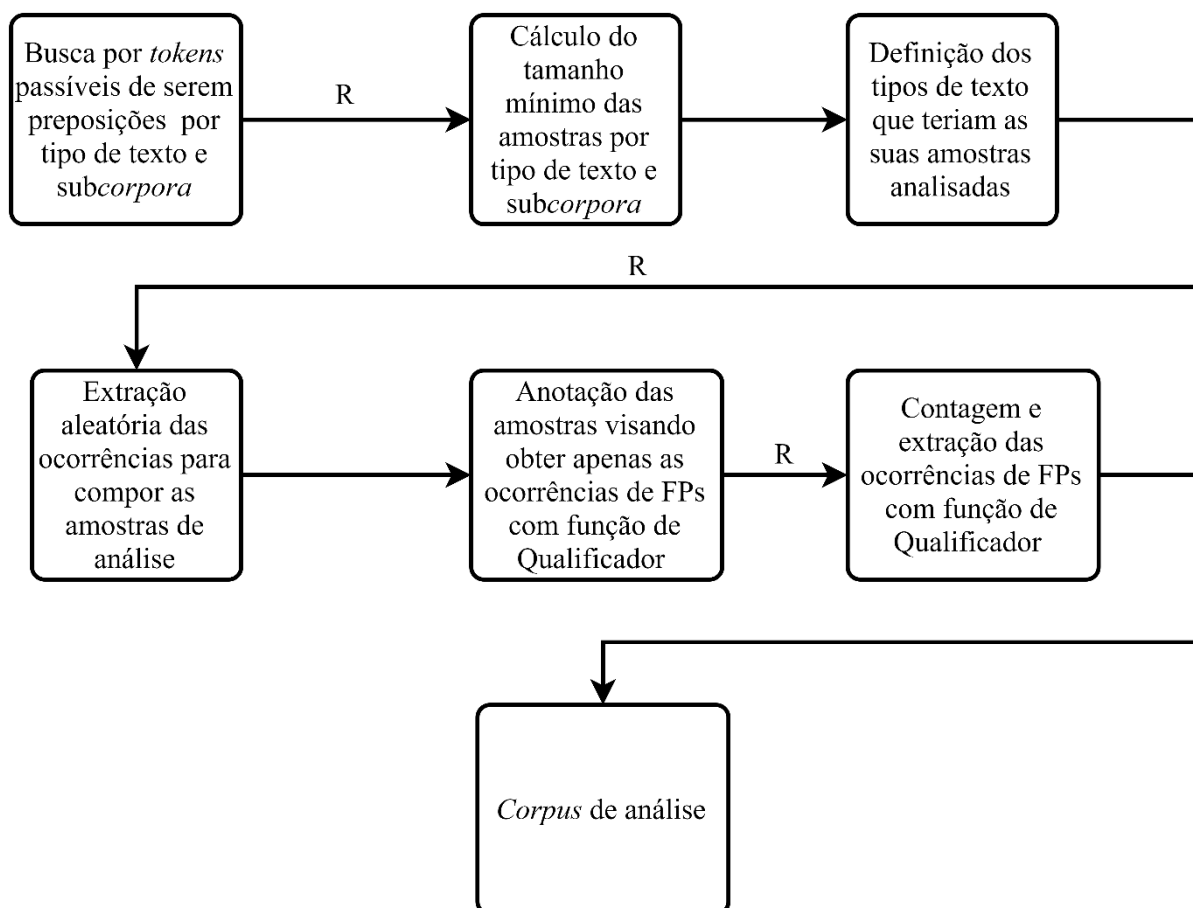 Busca por tokens
passíveis de serem
preposições por
tipo de texto e
subcorpora
R
Cálculo do
tamanho
mínimo das
amostras por
tipo de texto e
subcorpora
Definição dos
tipos de texto
que teriam as
suas amostras
analisadas
R
Extração
aleatória das
ocorrências para
compor as
amostras de
análise
Anotação das
amostras visando
obter apenas as
ocorrências de FPs
com função de
Qualificador
R
Contagem e
extração das
ocorrências de FPs
com função de
Qualificador
Corpus de análise